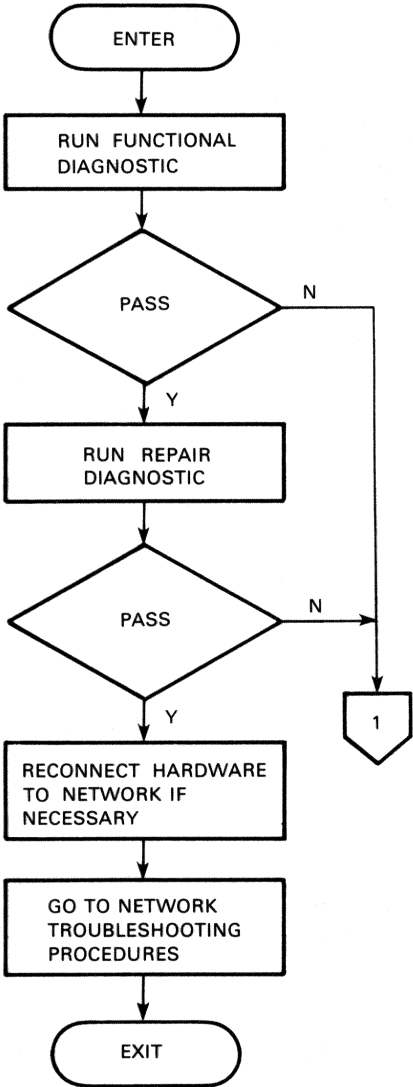 ENTER
RUN FUNCTIONAL
DIAGNOSTIC
PASS
N
Y
RUN REPAIR
DIAGNOSTIC
PASS
N
Y
1
RECONNECT HARDWARE
TO NETWORK IF
NECESSARY
GO TO NETWORK
TROUBLESHOOTING
PROCEDURES
EXIT